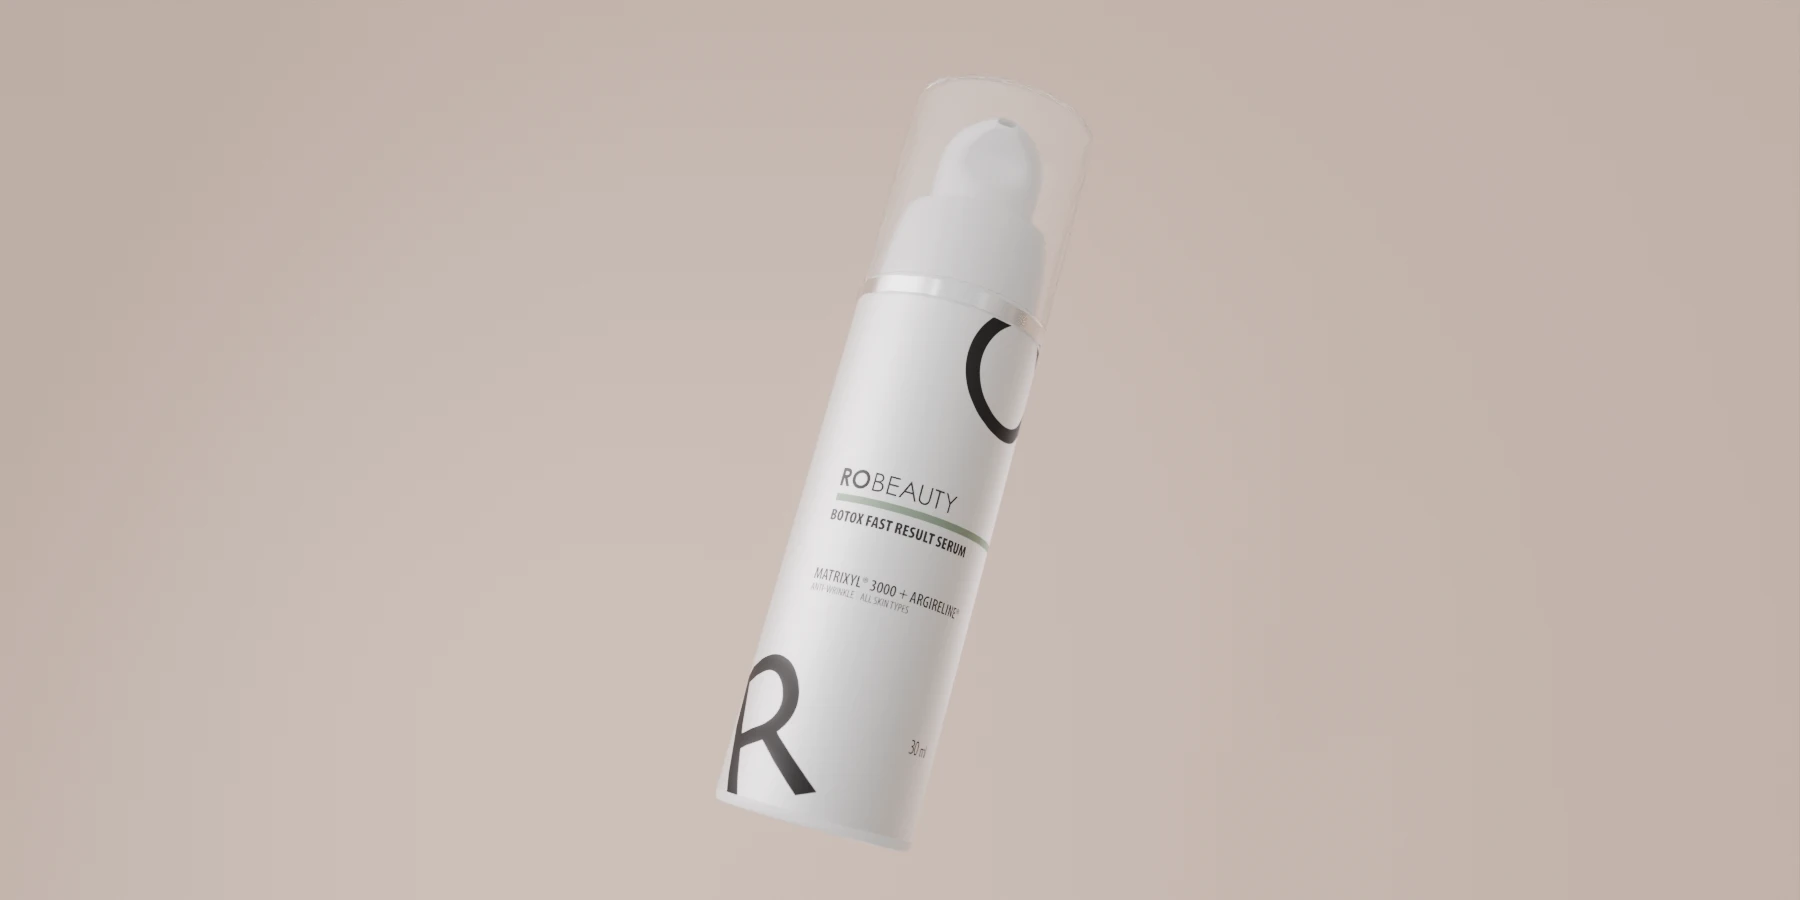 O
ROBEAUTY
BOTOX FAST RESULT SERUM
MATRIXYL® 3000 + ARGIRELINE®
ANTI-WRINKLE · ALL SKIN TYPES
R
30 ml